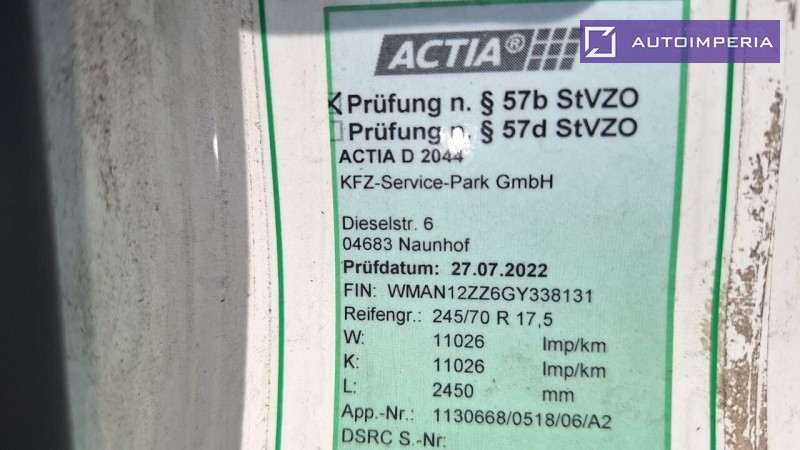 ACTIA®
AUTOIMPERIA
Prüfung n. § 57b StVZO
Prüfung n. § 57d StVZO
ACTIA D 2044
KFZ-Service-Park GmbH
Dieselstr. 6
04683 Naunhof
Prüfdatum: 27.07.2022
FIN: WMAN12ZZ6GY338131
Reifengr.: 245/70 R 17,5
W: 11026 Imp/km
K: 11026 Imp/km
L: 2450 mm
App.-Nr.: 1130668/0518/06/A2
DSRC S.-Nr: